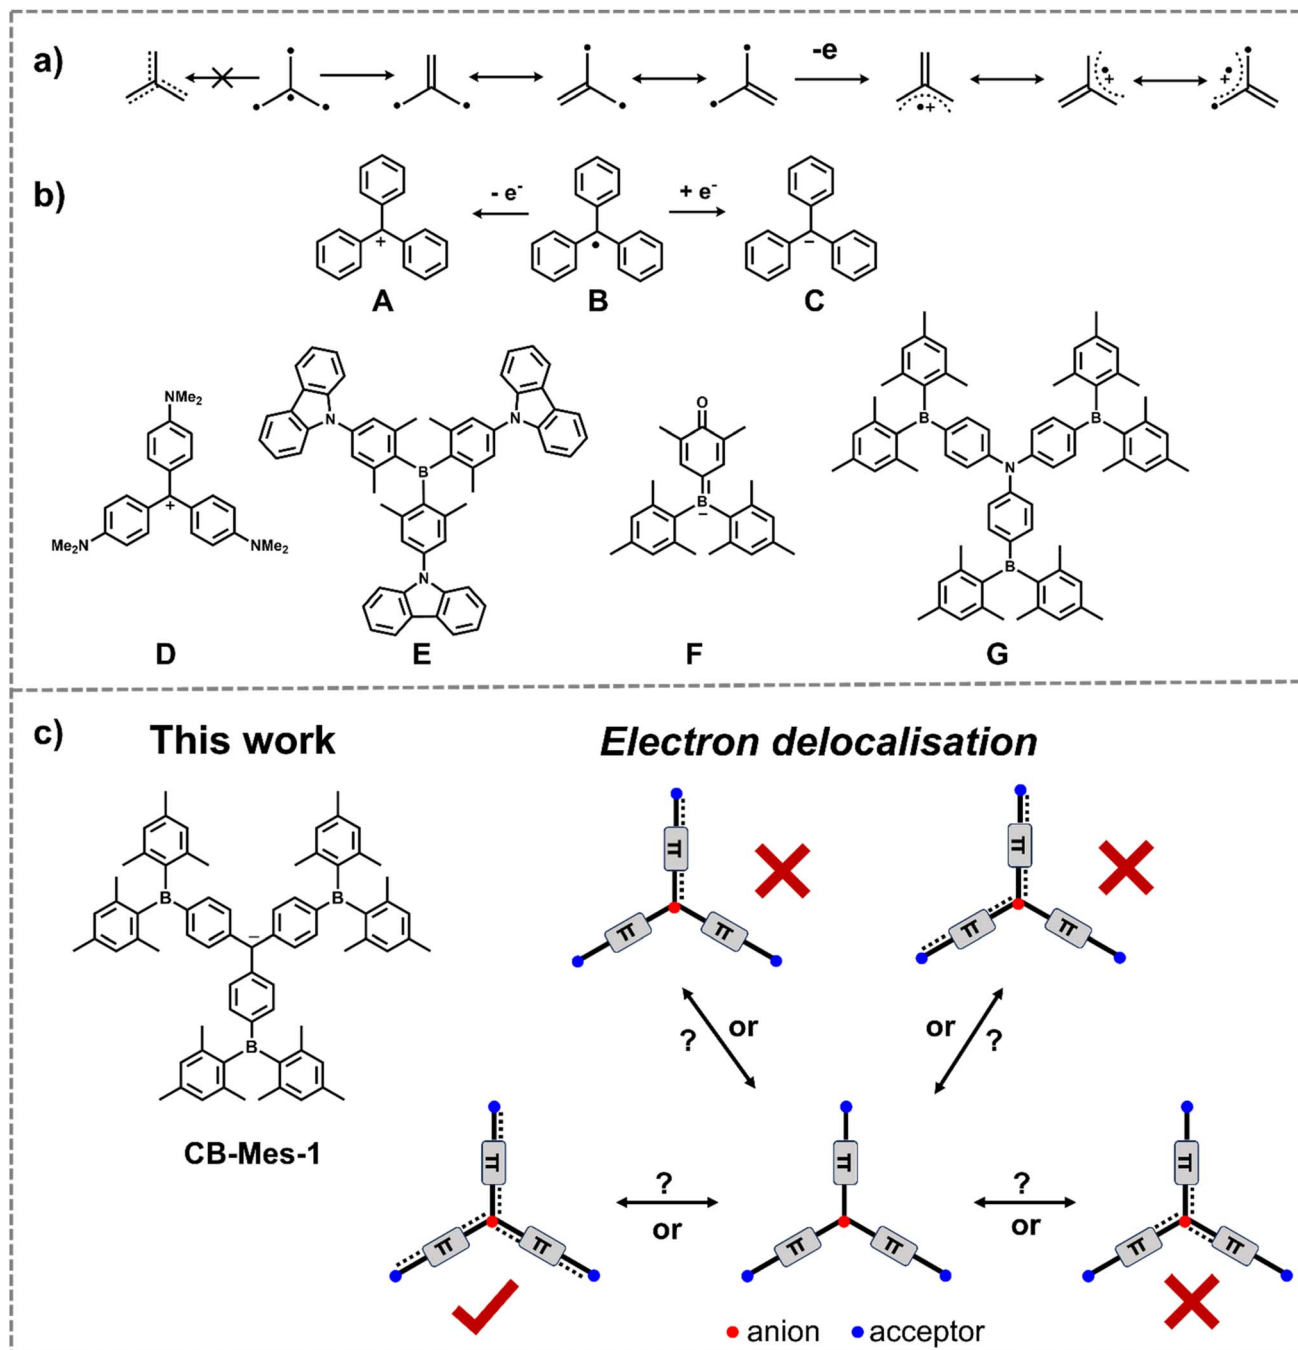 a)
-e
b)
- e⁻
+ e⁻
A
B
C
NMe₂
Me₂N
NMe₂
D
N
N
B
N
E
O
B
F
B
B
N
B
G
c)
This work
Electron delocalisation
B
B
B
CB-Mes-1
π
π
π
π
π
π
or
?
or
?
π
π
π
?
or
π
π
π
?
or
π
π
π
anion
acceptor